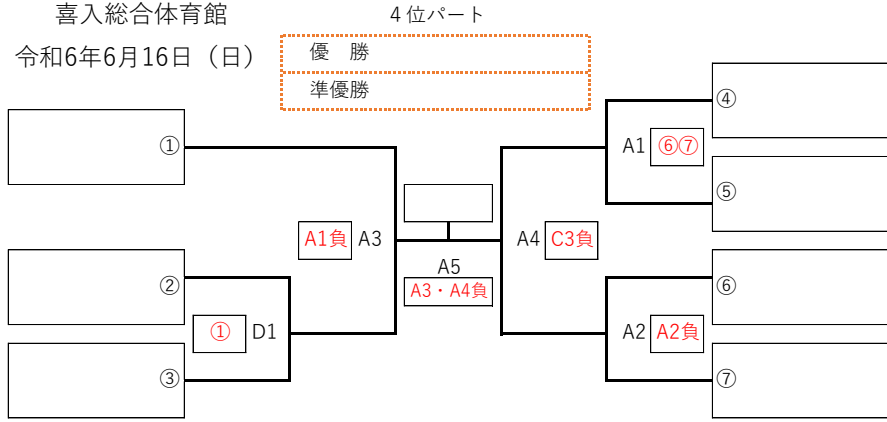 喜入総合体育館
4位パート
令和6年6月16日（日）
優　勝
準優勝
①
④
A1 ⑥⑦
⑤
A1負 A3
A4 C3負
A5
A3・A4負
②
⑥
① D1
A2 A2負
③
⑦